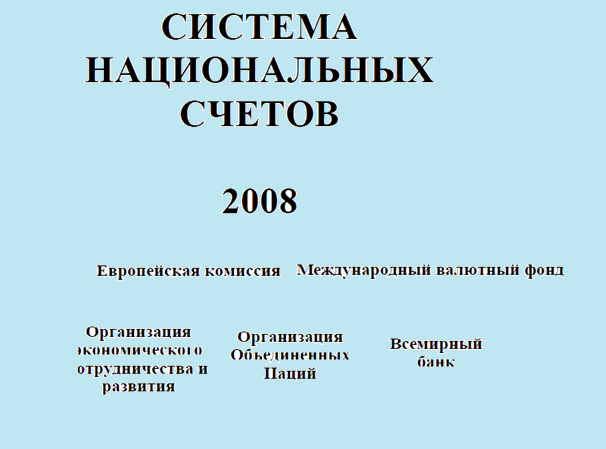 СИСТЕМА
НАЦИОНАЛЬНЫХ
СЧЕТОВ
2008
Европейская комиссия
Международный валютный фонд
Организация
экономического
отрудничества и
развития
Организация
Объединенных
Наций
Всемирный
банк